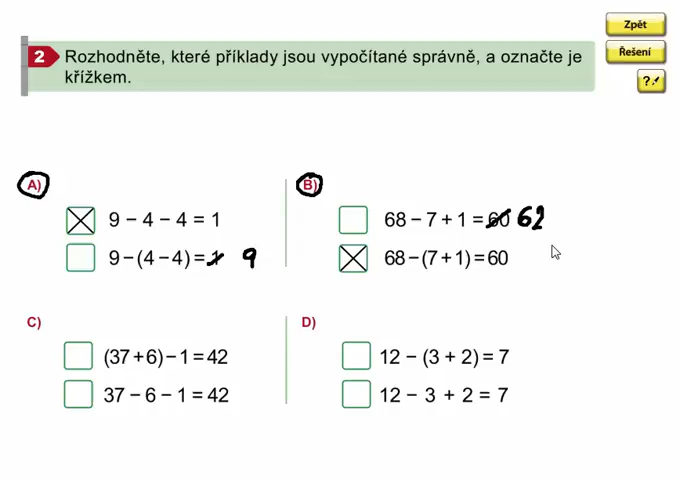 Zpět
Řešení
?
2 Rozhodněte, které příklady jsou vypočítané správně, a označte je
křížkem.
A)
9 − 4 − 4 = 1
9 − (4 − 4) = 1 9
B)
68 − 7 + 1 = 60 62
68 − (7 + 1) = 60
C)
(37 + 6) − 1 = 42
37 − 6 − 1 = 42
D)
12 − (3 + 2) = 7
12 − 3 + 2 = 7